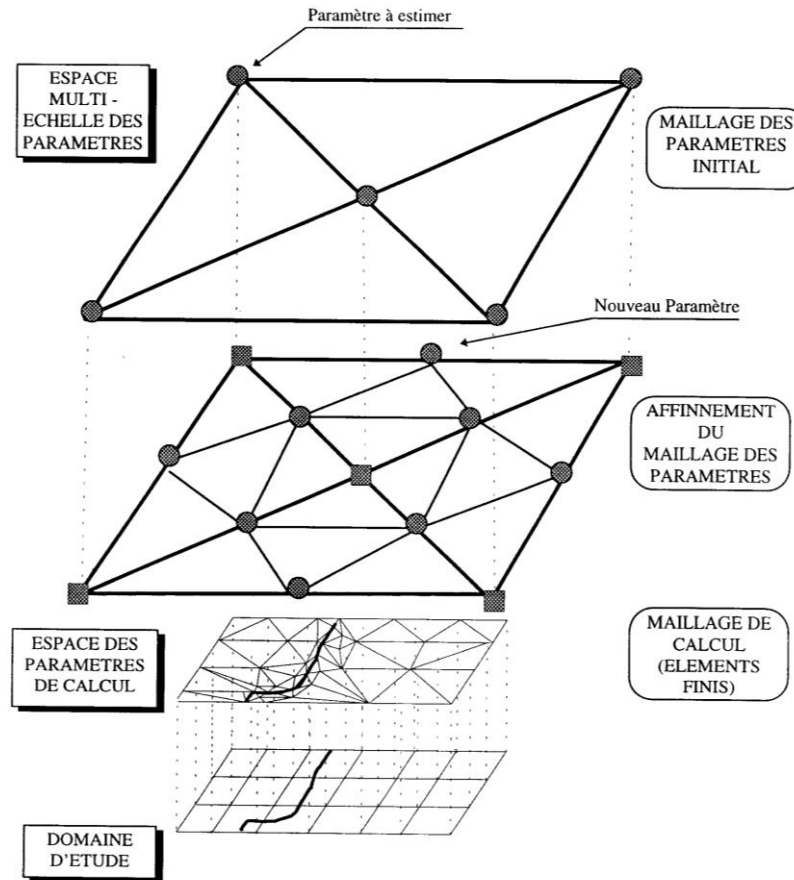 Paramètre à estimer
ESPACE
MULTI -
ECHELLE DES
PARAMETRES
MAILLAGE DES
PARAMETRES
INITIAL
Nouveau Paramètre
AFFINNEMENT
DU
MAILLAGE DES
PARAMETRES
ESPACE DES
PARAMETRES
DE CALCUL
MAILLAGE DE
CALCUL
(ELEMENTS
FINIS)
DOMAINE
D'ETUDE